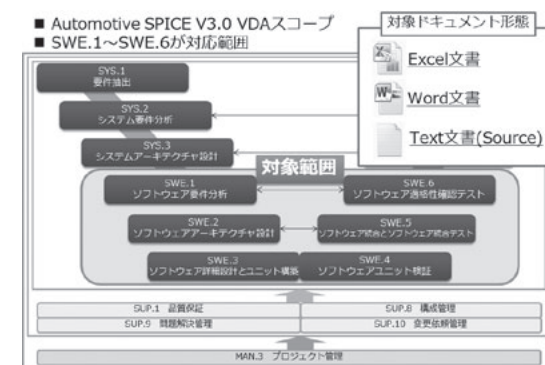 ■ Automotive SPICE V3.0 VDAスコープ
■ SWE.1～SWE.6が対応範囲
対象ドキュメント形態
Excel文書
Word文書
Text文書(Source)
SYS.1
要件抽出
SYS.2
システム要件分析
SYS.3
システムアーキテクチャ設計
対象範囲
SWE.1
ソフトウェア要件分析
SWE.6
ソフトウェア適格性確認テスト
SWE.2
ソフトウェアアーキテクチャ設計
SWE.5
ソフトウェア統合とソフトウェア統合テスト
SWE.3
ソフトウェア詳細設計とユニット構築
SWE.4
ソフトウェアユニット検証
SUP.1 品質保証
SUP.8 構成管理
SUP.9 問題解決管理
SUP.10 変更依頼管理
MAN.3 プロジェクト管理